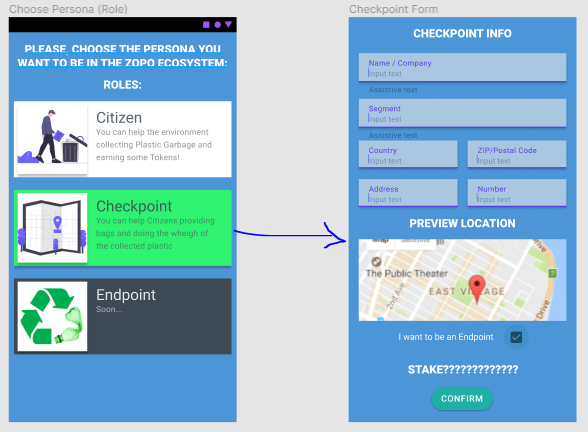 Choose Persona (Role)
PLEASE, CHOOSE THE PERSONA YOU
WANT TO BE IN THE ZOPO ECOSYSTEM:
ROLES:
Citizen
You can help the environment
collecting Plastic Garbage and
earning some Tokens!
Checkpoint
You can help Citizens providing
bags and doing the wheigh of
the collected plastic
Endpoint
Soon...
Checkpoint Form
CHECKPOINT INFO
Name / Company
Input text
Assistive text
Segment
Input text
Assistive text
Country
Input text
ZIP/Postal Code
Input text
Address
Input text
Number
Input text
PREVIEW LOCATION
Map
Satellite
The Public Theater
2nd Ave
EAST VILLAGE
Drive
I want to be an Endpoint
STAKE?????????????
CONFIRM